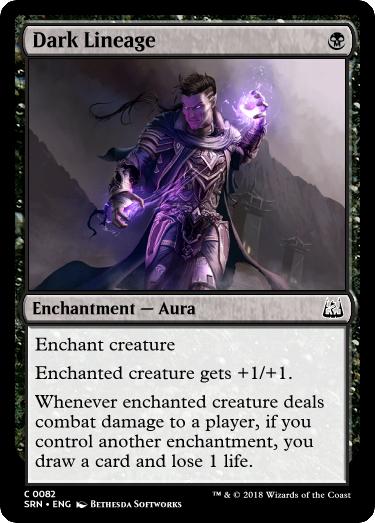 Dark Lineage
Enchantment — Aura
Enchant creature
Enchanted creature gets +1/+1.
Whenever enchanted creature deals
combat damage to a player, if you
control another enchantment, you
draw a card and lose 1 life.
C 0082
SRN • ENG Bethesda Softworks
™ & © 2018 Wizards of the Coast